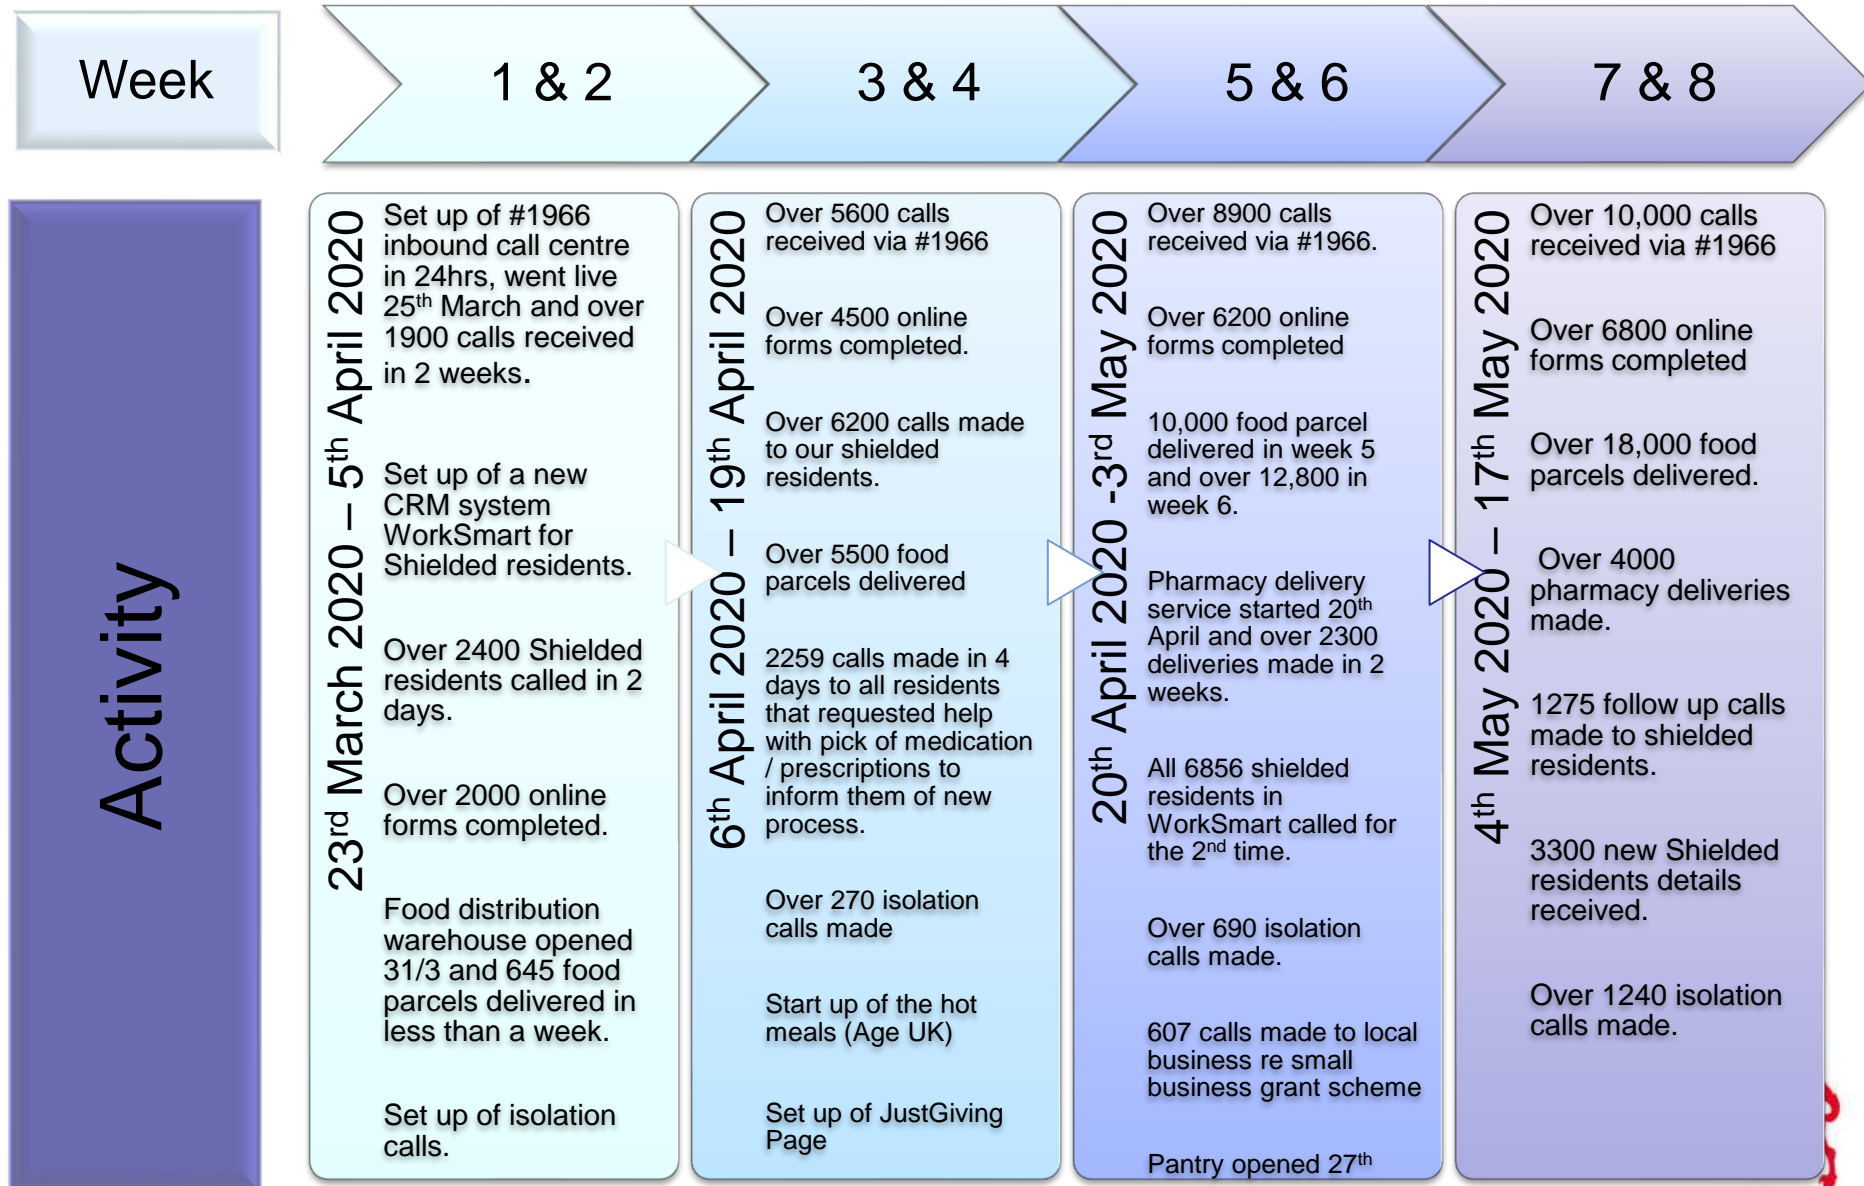 Week
1 & 2
3 & 4
5 & 6
7 & 8
Activity
23rd March 2020 – 5th April 2020
Set up of #1966
inbound call centre
in 24hrs, went live
25th March and over
1900 calls received
in 2 weeks.
Set up of a new
CRM system
WorkSmart for
Shielded residents.
Over 2400 Shielded
residents called in 2
days.
Over 2000 online
forms completed.
Food distribution
warehouse opened
31/3 and 645 food
parcels delivered in
less than a week.
Set up of isolation
calls.
6th April 2020 – 19th April 2020
Over 5600 calls
received via #1966
Over 4500 online
forms completed.
Over 6200 calls made
to our shielded
residents.
Over 5500 food
parcels delivered
2259 calls made in 4
days to all residents
that requested help
with pick of medication
/ prescriptions to
inform them of new
process.
Over 270 isolation
calls made
Start up of the hot
meals (Age UK)
Set up of JustGiving
Page
20th April 2020 -3rd May 2020
Over 8900 calls
received via #1966.
Over 6200 online
forms completed
10,000 food parcel
delivered in week 5
and over 12,800 in
week 6.
Pharmacy delivery
service started 20th
April and over 2300
deliveries made in 2
weeks.
All 6856 shielded
residents in
WorkSmart called for
the 2nd time.
Over 690 isolation
calls made.
607 calls made to local
business re small
business grant scheme
Pantry opened 27th
4th May 2020 – 17th May 2020
Over 10,000 calls
received via #1966
Over 6800 online
forms completed
Over 18,000 food
parcels delivered.
Over 4000
pharmacy deliveries
made.
1275 follow up calls
made to shielded
residents.
3300 new Shielded
residents details
received.
Over 1240 isolation
calls made.